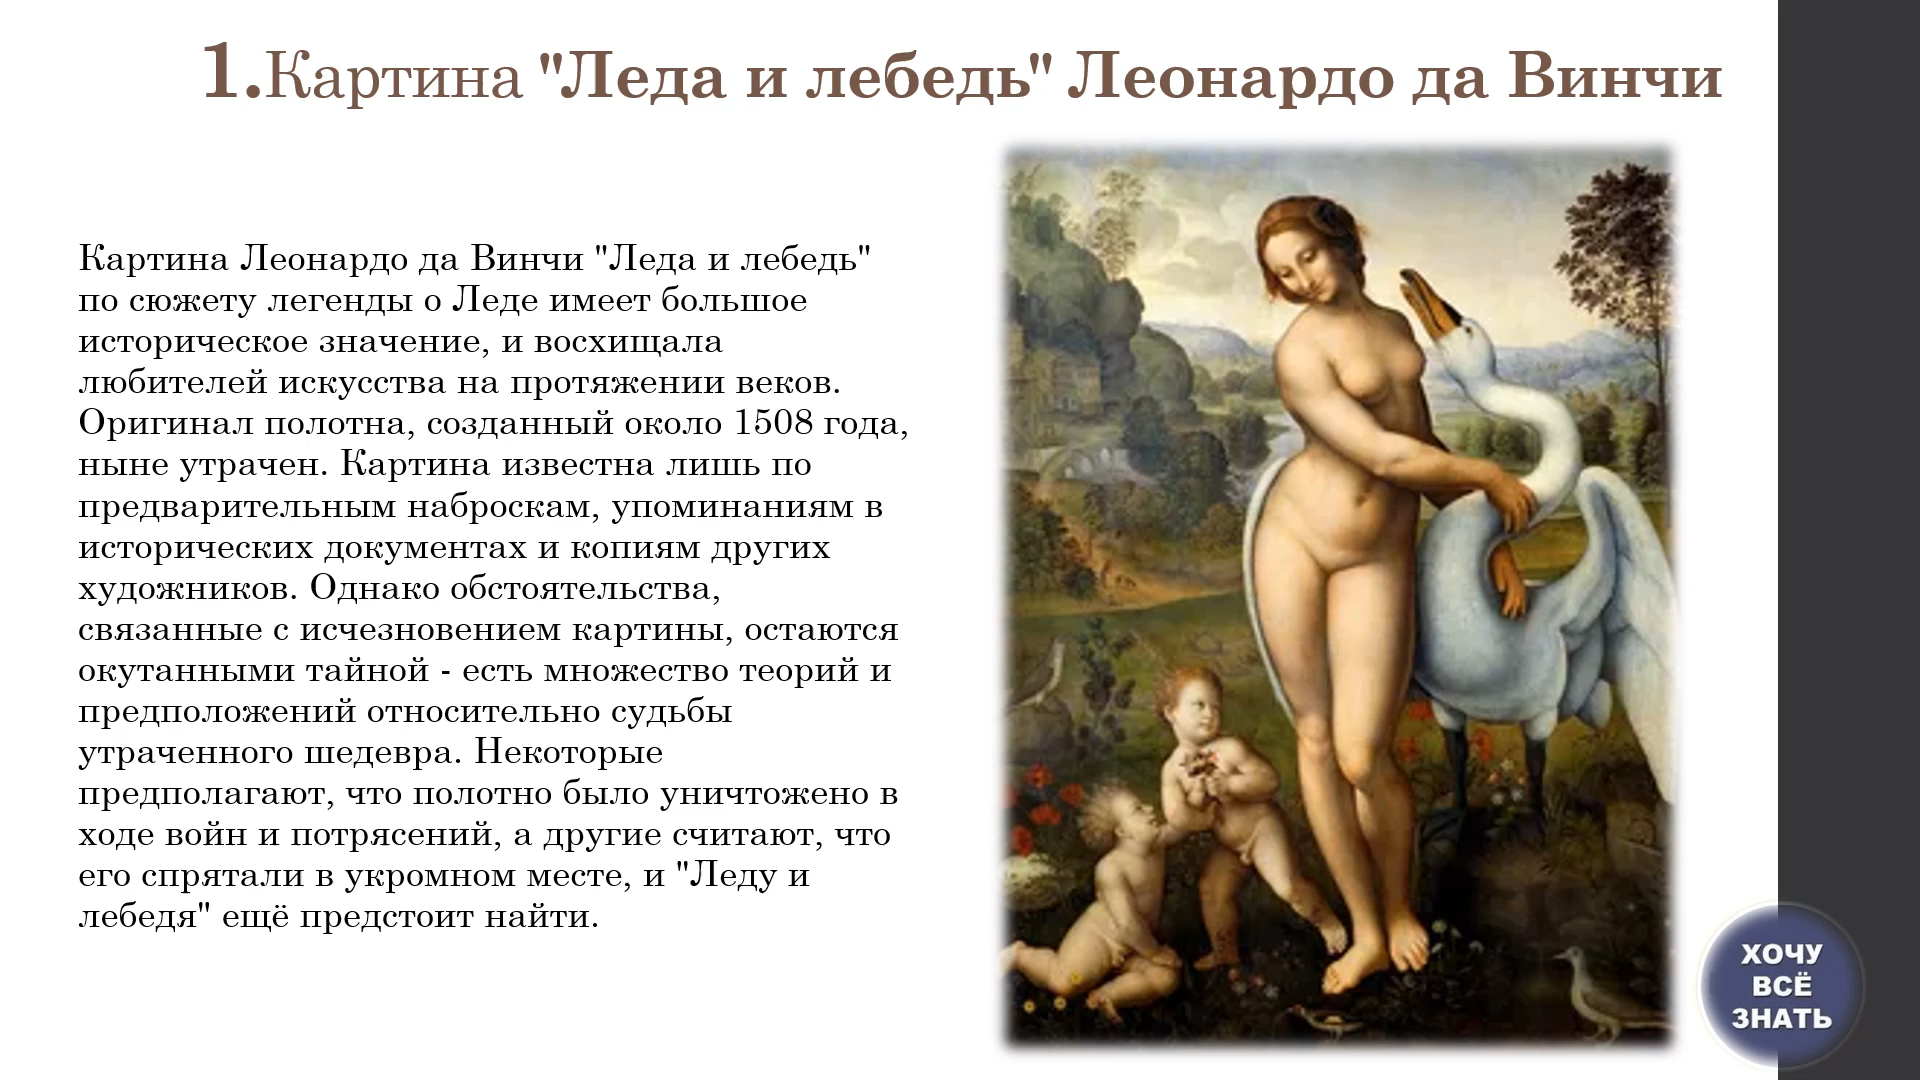 1.Картина "Леда и лебедь" Леонардо да Винчи
Картина Леонардо да Винчи "Леда и лебедь"
по сюжету легенды о Леде имеет большое
историческое значение, и восхищала
любителей искусства на протяжении веков.
Оригинал полотна, созданный около 1508 года,
ныне утрачен. Картина известна лишь по
предварительным наброскам, упоминаниям в
исторических документах и копиям других
художников. Однако обстоятельства,
связанные с исчезновением картины, остаются
окутанными тайной - есть множество теорий и
предположений относительно судьбы
утраченного шедевра. Некоторые
предполагают, что полотно было уничтожено в
ходе войн и потрясений, а другие считают, что
его спрятали в укромном месте, и "Леду и
лебедя" ещё предстоит найти.
ХОЧУ
ВСЁ
ЗНАТЬ